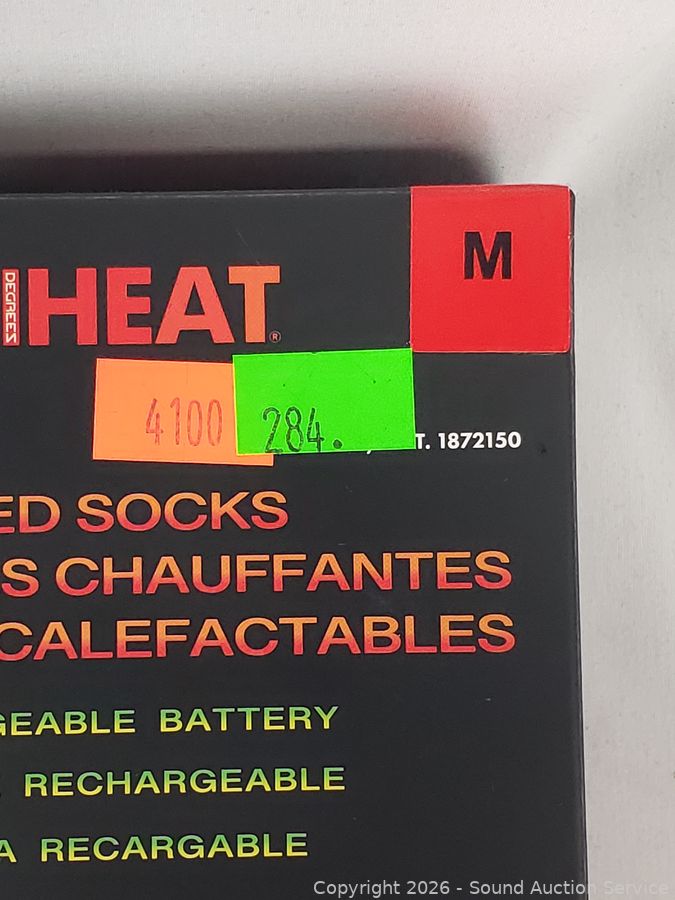 M
DEGREES
HEAT®
4100
284.
T. 1872150
ED SOCKS
S CHAUFFANTES
CALEFACTABLES
GEABLE BATTERY
RECHARGEABLE
A RECARGABLE
Copyright 2026 - Sound Auction Service